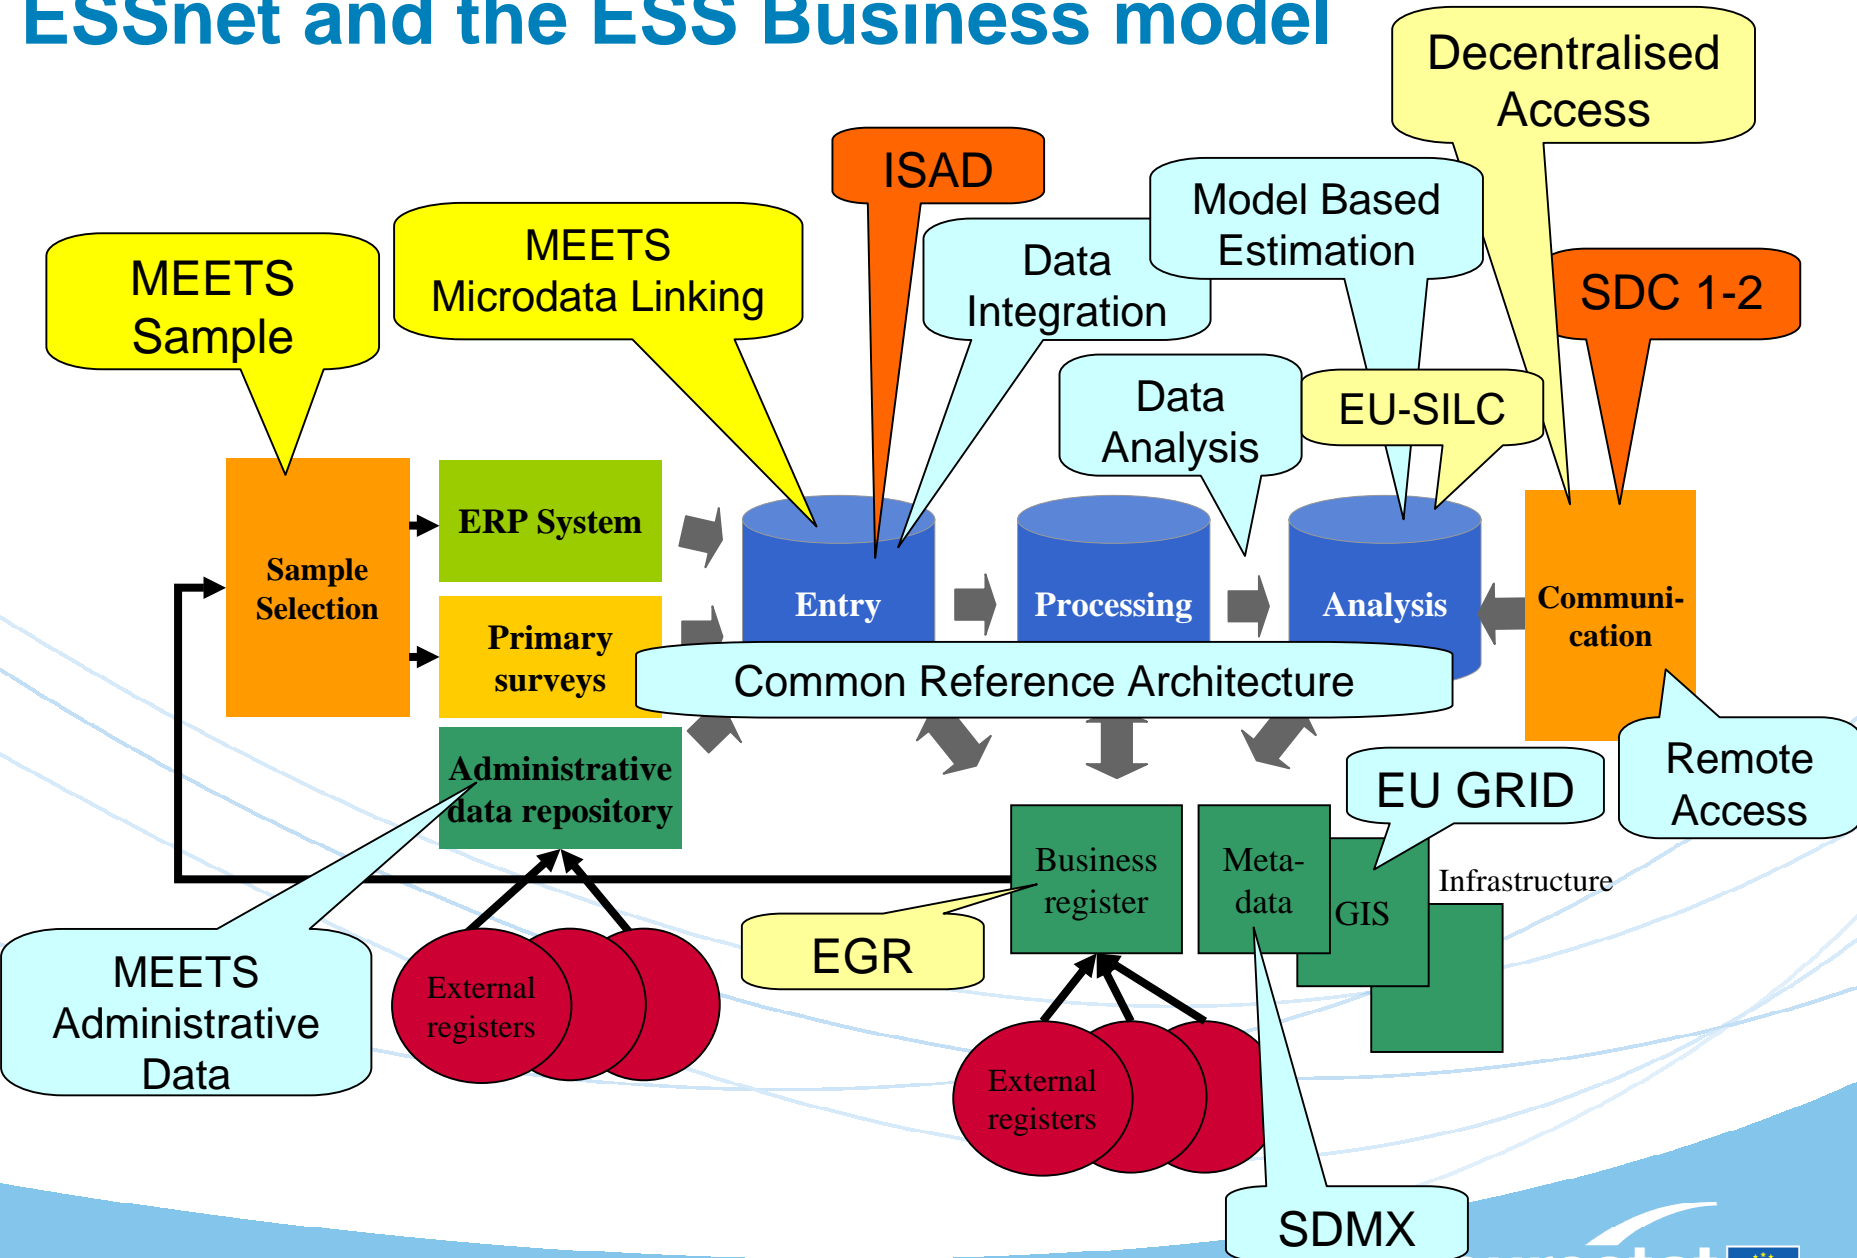 ESSnet and the ESS Business model
Decentralised
Access
ISAD
Model Based
Estimation
MEETS
Microdata Linking
Data
Integration
MEETS
Sample
SDC 1-2
Data
Analysis
EU-SILC
ERP System
Sample
Selection
Entry
Processing
Analysis
Communi-
cation
Primary
surveys
Common Reference Architecture
Administrative
data repository
Remote
Access
EU GRID
Business
register
Meta-
data
GIS
Infrastructure
EGR
MEETS
Administrative
Data
External
registers
External
registers
SDMX